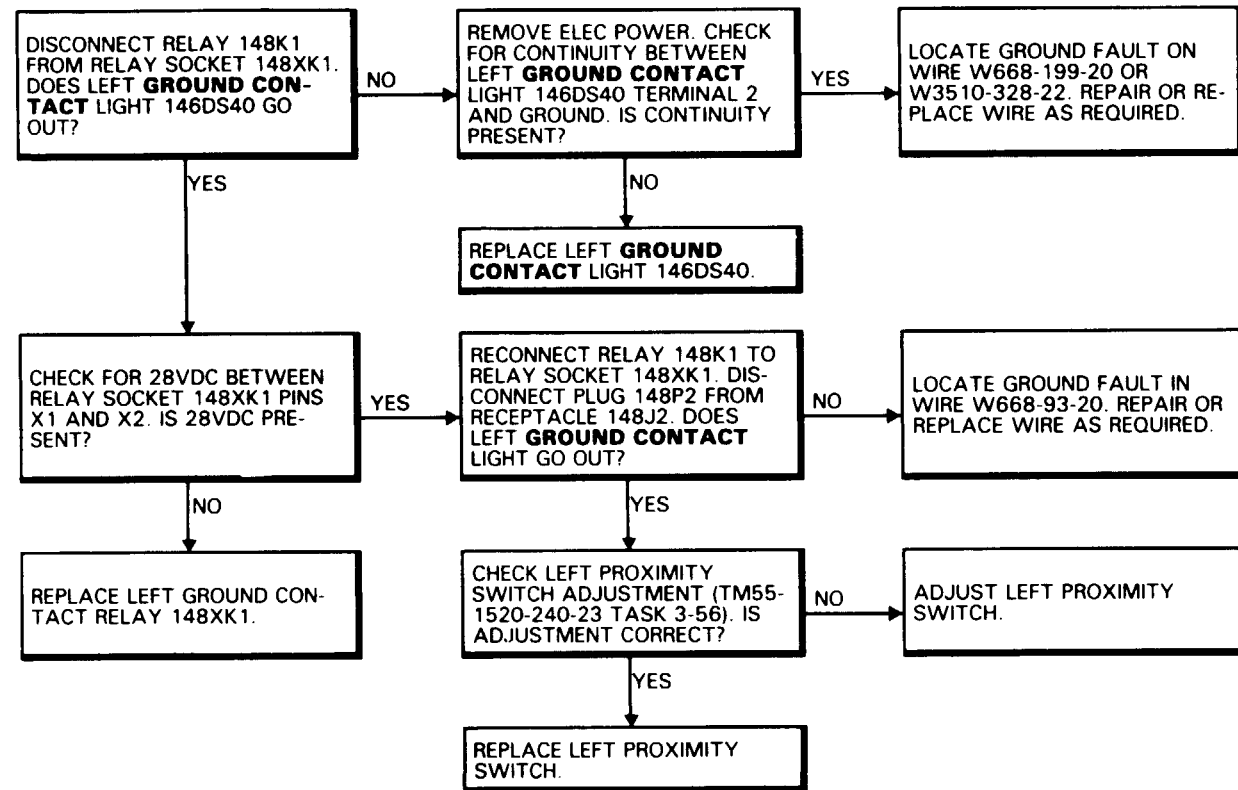 DISCONNECT RELAY 148K1
FROM RELAY SOCKET 148XK1.
DOES LEFT GROUND CON-
TACT LIGHT 146DS40 GO
OUT?
NO
REMOVE ELEC POWER. CHECK
FOR CONTINUITY BETWEEN
LEFT GROUND CONTACT
LIGHT 146DS40 TERMINAL 2
AND GROUND. IS CONTINUITY
PRESENT?
YES
LOCATE GROUND FAULT ON
WIRE W668-199-20 OR
W3510-328-22. REPAIR OR RE-
PLACE WIRE AS REQUIRED.
YES
NO
REPLACE LEFT GROUND
CONTACT LIGHT 146DS40.
CHECK FOR 28VDC BETWEEN
RELAY SOCKET 148XK1 PINS
X1 AND X2. IS 28VDC PRE-
SENT?
YES
RECONNECT RELAY 148K1 TO
RELAY SOCKET 148XK1. DIS-
CONNECT PLUG 148P2 FROM
RECEPTACLE 148J2. DOES
LEFT GROUND CONTACT
LIGHT GO OUT?
NO
LOCATE GROUND FAULT IN
WIRE W668-93-20. REPAIR OR
REPLACE WIRE AS REQUIRED.
NO
YES
REPLACE LEFT GROUND CON-
TACT RELAY 148XK1.
CHECK LEFT PROXIMITY
SWITCH ADJUSTMENT (TM55-
1520-240-23 TASK 3-56). IS
ADJUSTMENT CORRECT?
NO
ADJUST LEFT PROXIMITY
SWITCH.
YES
REPLACE LEFT PROXIMITY
SWITCH.